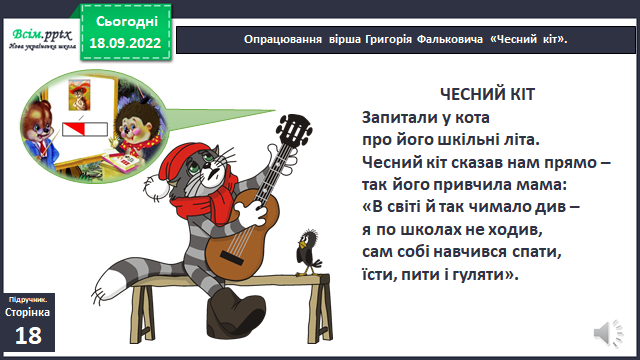 Всім.pptx
Нова українська школа
Сьогодні
18.09.2022
Опрацювання вірша Григорія Фальковича «Чесний кіт».
ЧЕСНИЙ КІТ
Запитали у кота
про його шкільні літа.
Чесний кіт сказав нам прямо –
так його привчила мама:
«В світі й так чимало див –
я по школах не ходив,
сам собі навчився спати,
їсти, пити і гуляти».
Підручник.
Сторінка
18